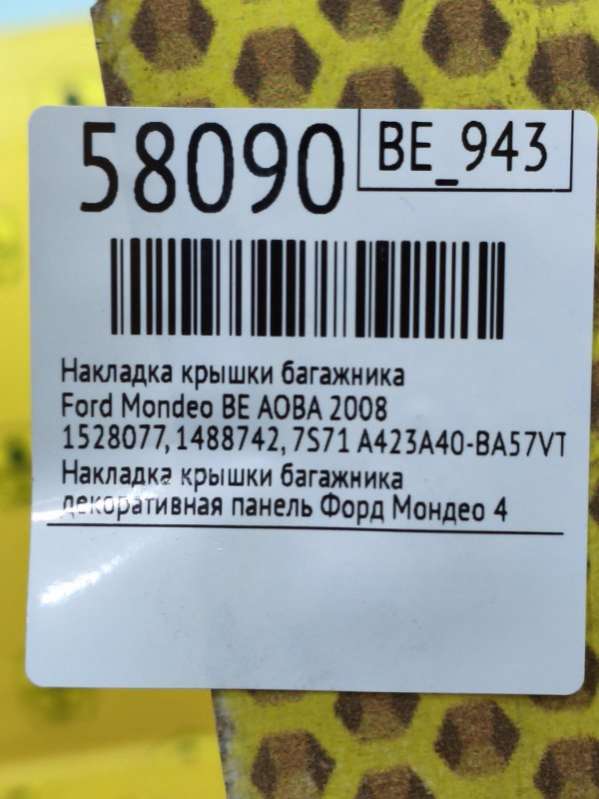 58090
BE_943
Накладка крышки багажника
Ford Mondeo BE AOBA 2008
1528077, 1488742, 7S71 A423A40-BA57VT
Накладка крышки багажника
декоративная панель Форд Мондео 4